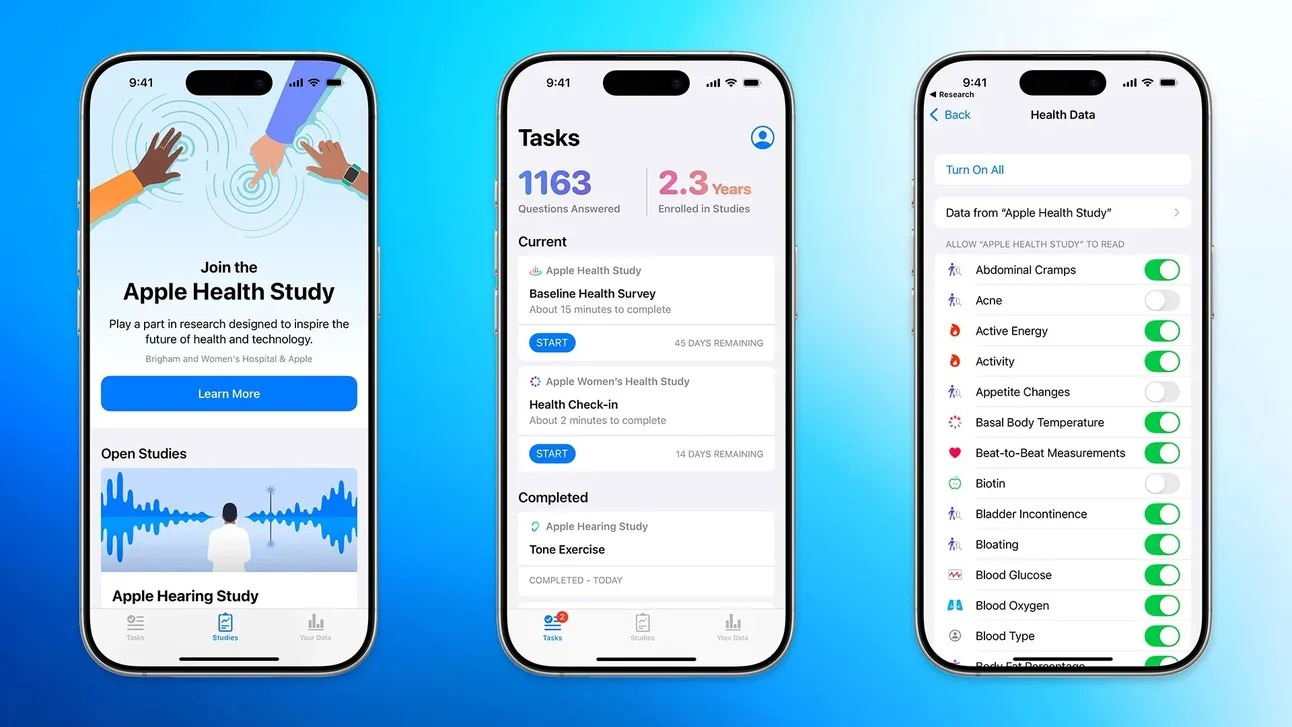 9:41
Join the
Apple Health Study
Play a part in research designed to inspire the
future of health and technology.
Brigham and Women's Hospital & Apple
Learn More
Open Studies
Apple Hearing Study
Tasks
Studies
Your Data
9:41
Tasks
1163
Questions Answered
2.3 Years
Enrolled in Studies
Current
Apple Health Study
Baseline Health Survey
About 15 minutes to complete
START
45 DAYS REMAINING
Apple Women's Health Study
Health Check-in
About 2 minutes to complete
START
14 DAYS REMAINING
Completed
Apple Hearing Study
Tone Exercise
COMPLETED - TODAY
2
Tasks
Studies
Your Data
9:41
◀ Research
Back
Health Data
Turn On All
Data from “Apple Health Study”
ALLOW “APPLE HEALTH STUDY” TO READ
Abdominal Cramps
Acne
Active Energy
Activity
Appetite Changes
Basal Body Temperature
Beat-to-Beat Measurements
Biotin
Bladder Incontinence
Bloating
Blood Glucose
Blood Oxygen
Blood Type
Body Fat Percentage